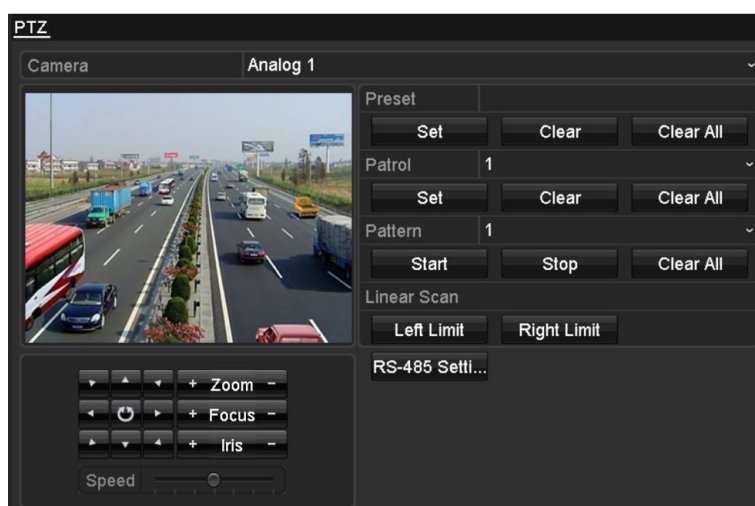 PTZ
Camera Analog 1
Preset
Set Clear Clear All
Patrol 1
Set Clear Clear All
Pattern 1
Start Stop Clear All
Linear Scan
Left Limit Right Limit
RS-485 Setti...
+ Zoom -
+ Focus -
+ Iris -
Speed